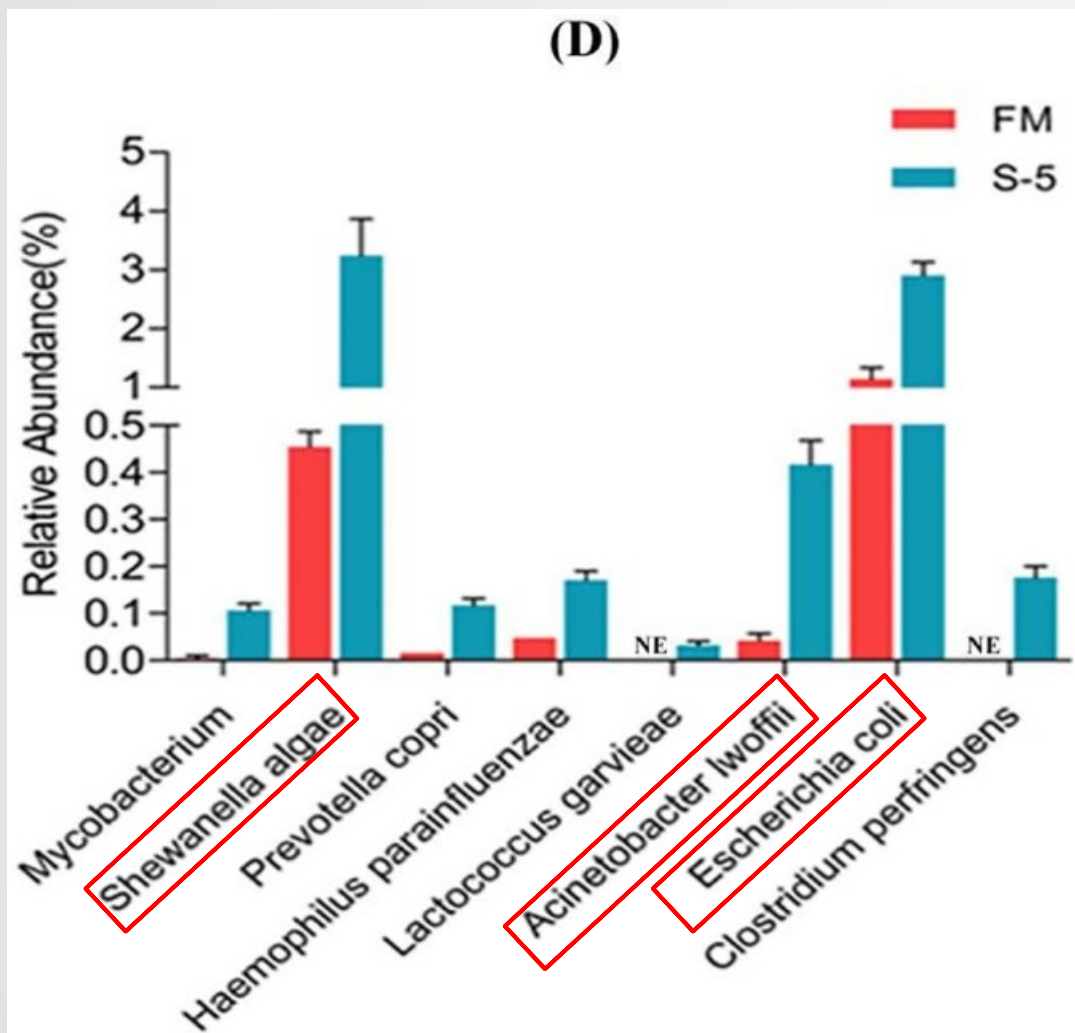 (D)
FM
S-5
Relative Abundance(%)
5
4
3
2
1
0.5
0.4
0.3
0.2
0.1
0.0
NE
NE
Mycobacterium
Shewanella algae
Prevotella copri
Haemophilus parainfluenzae
Lactococcus garvieae
Acinetobacter lwoffii
Escherichia coli
Clostridium perfringens